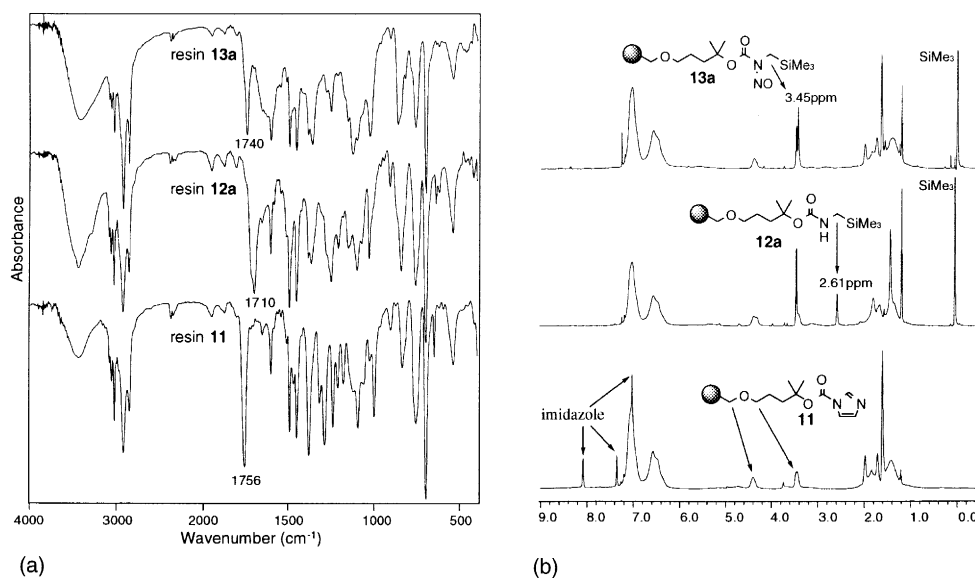 resin 13a
1740
resin 12a
1710
resin 11
1756
Absorbance
4000 3000 2000 1500 1000 500
Wavenumber (cm-1)
(a)
O
O
O
N
SiMe3
NO
13a
3.45ppm
SiMe3
O
O
O
N
H
SiMe3
12a
2.61ppm
SiMe3
imidazole
O
O
O
N
N
11
9.0 8.0 7.0 6.0 5.0 4.0 3.0 2.0 1.0 0.0
(b)